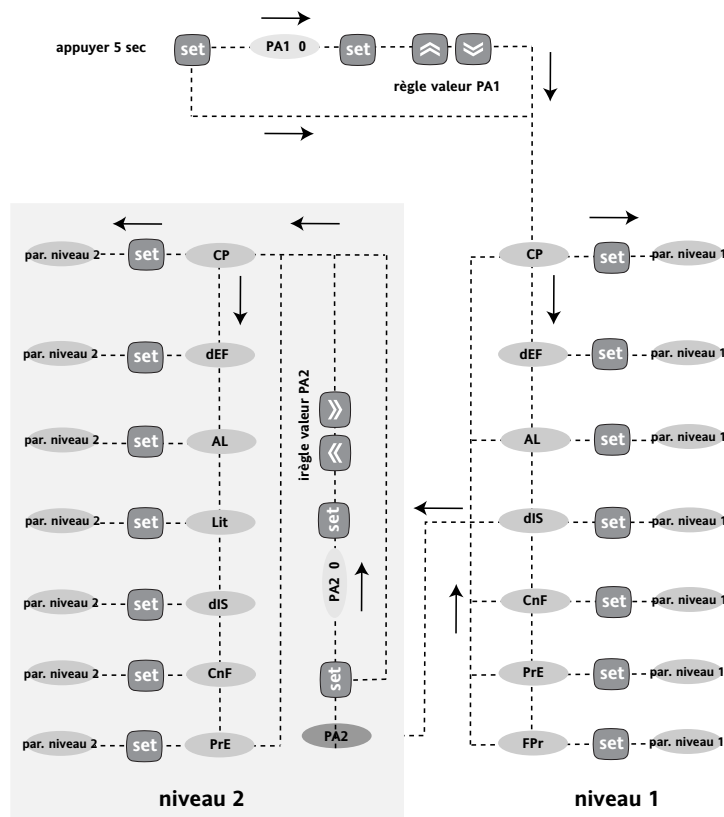 appuyer 5 sec set PA1 0 set
règle valeur PA1
par. niveau 2 set CP
CP set par. niveau 1
par. niveau 2 set dEF
dEF set par. niveau 1
irègle valeur PA2
par. niveau 2 set AL
AL set par. niveau 1
par. niveau 2 set Lit
set
dIS set par. niveau 1
PA2 0
par. niveau 2 set dIS
CnF set par. niveau 1
par. niveau 2 set CnF
set
PrE set par. niveau 1
par. niveau 2 set PrE
PA2
FPr set par. niveau 1
niveau 2
niveau 1